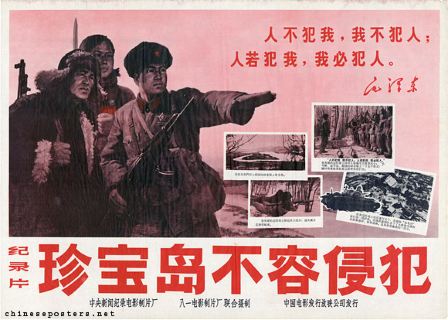 人不犯我，我不犯人；
人若犯我，我必犯人。
毛泽东
纪录片
珍宝岛不容侵犯
中央新闻纪录电影制片厂 八一电影制片厂 联合摄制 中国电影发行放映公司发行
chineseposters.net